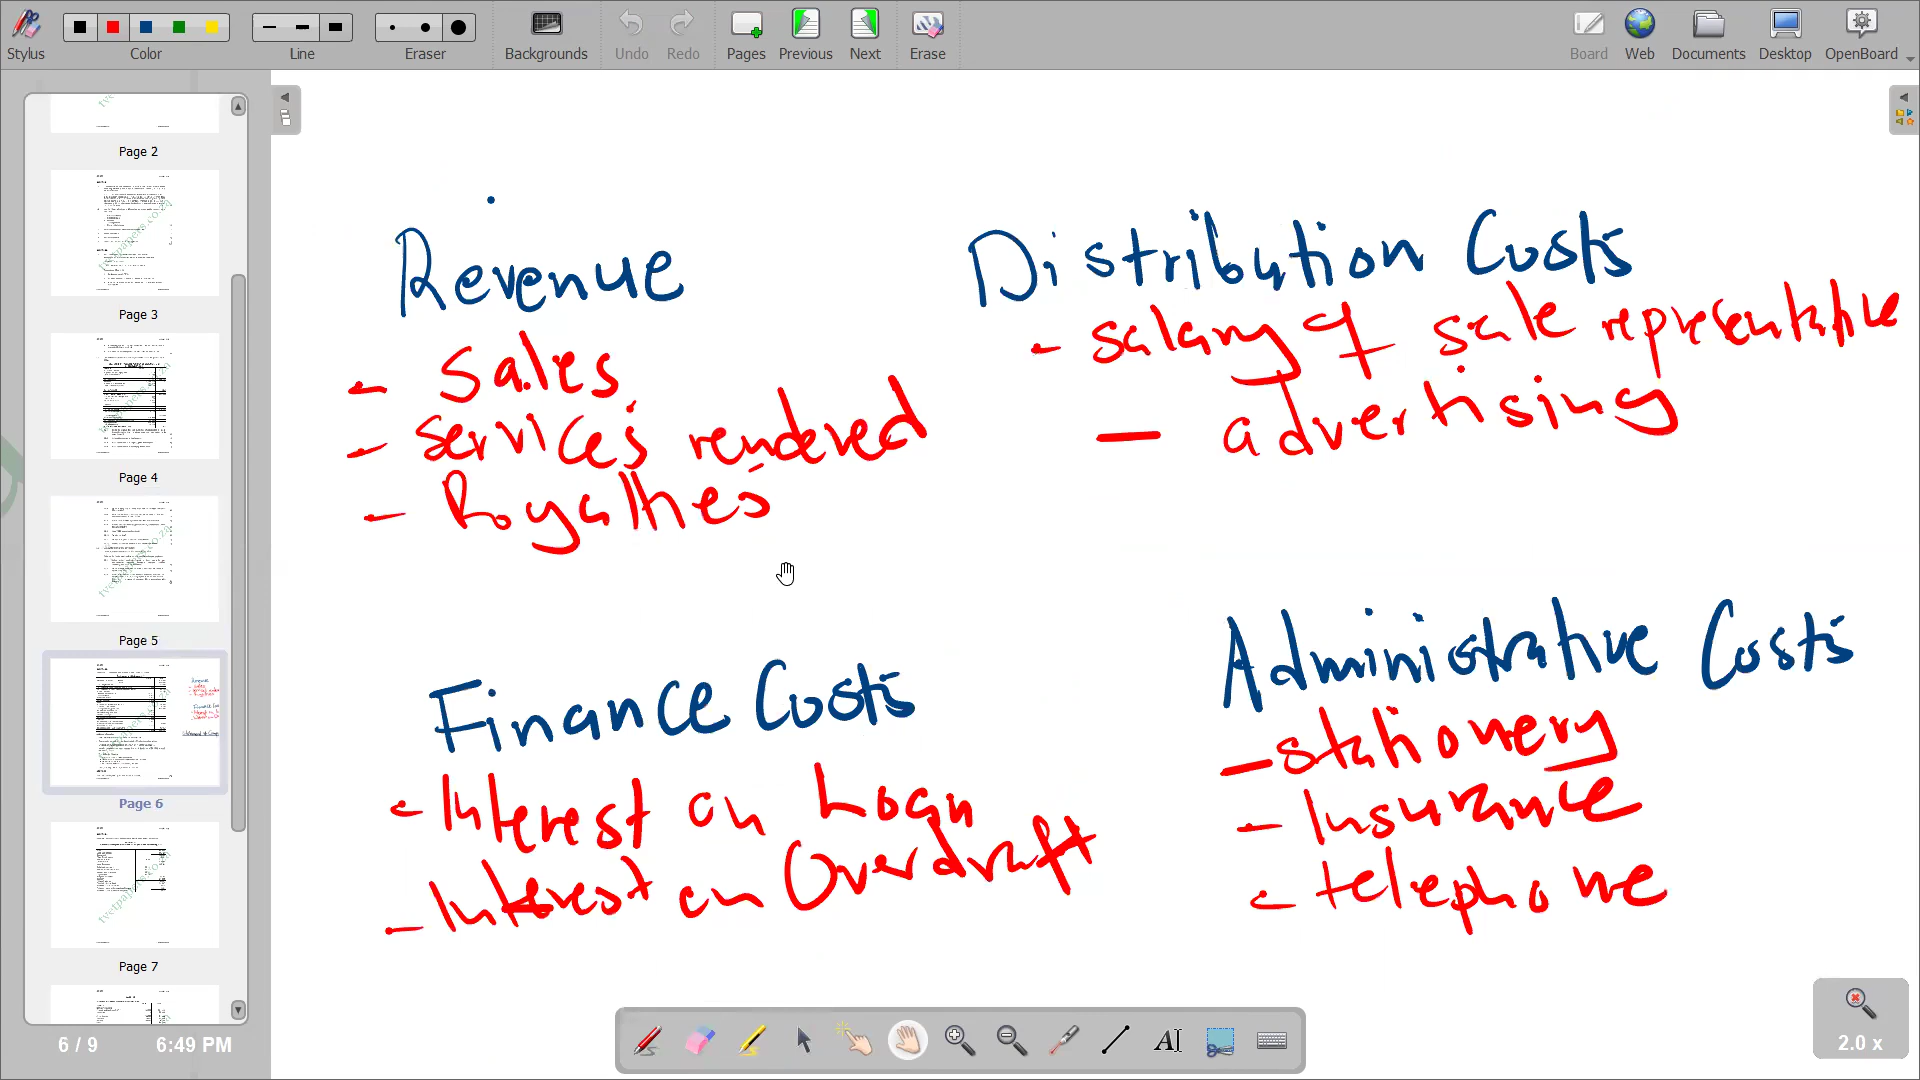 Stylus
Color
Line
Eraser
Backgrounds
Undo
Redo
Pages
Previous
Next
Erase
Board
Web
Documents
Desktop
OpenBoard
Page 2
Page 3
Page 4
Page 5
Page 6
Page 7
6 / 9
6:49 PM
Revenue
- Sales
- Services rendered
- Royalties
Distribution Costs
- salary of sale representative
- advertising
Finance Costs
- Interest on Loan
- Interest on Overdraft
Administrative Costs
- stationery
- Insurance
- telephone
2.0 x